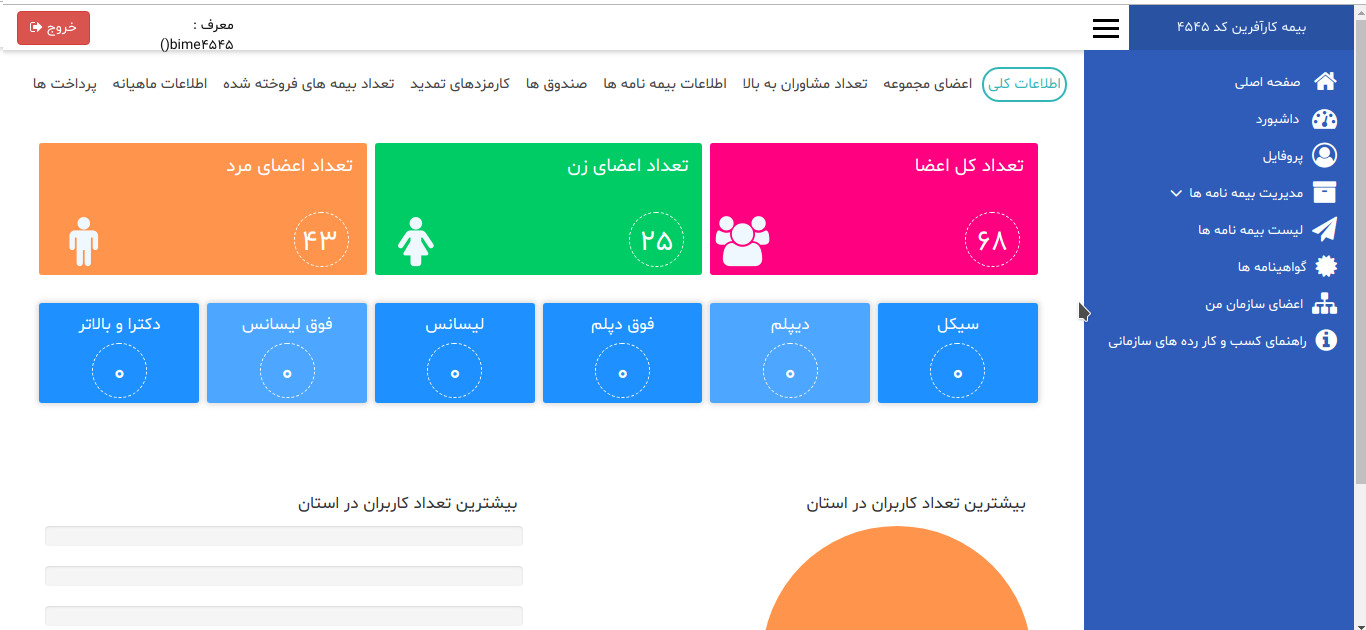 بیمه کارآفرین کد ۴۵۴۵
معرف :
bime۴۵۴۵()
خروج
صفحه اصلی
داشبورد
پروفایل
مدیریت بیمه نامه ها
لیست بیمه نامه ها
گواهینامه ها
اعضای سازمان من
راهنمای کسب و کار رده های سازمانی
اطلاعات کلی اعضای مجموعه تعداد مشاوران به بالا اطلاعات بیمه نامه ها صندوق ها کارمزدهای تمدید تعداد بیمه های فروخته شده اطلاعات ماهیانه پرداخت ها
تعداد کل اعضا
۶۸
تعداد اعضای زن
۲۵
تعداد اعضای مرد
۴۳
سیکل
۰
دیپلم
۰
فوق دپلم
۰
لیسانس
۰
فوق لیسانس
۰
دکترا و بالاتر
۰
بیشترین تعداد کاربران در استان
بیشترین تعداد کاربران در استان